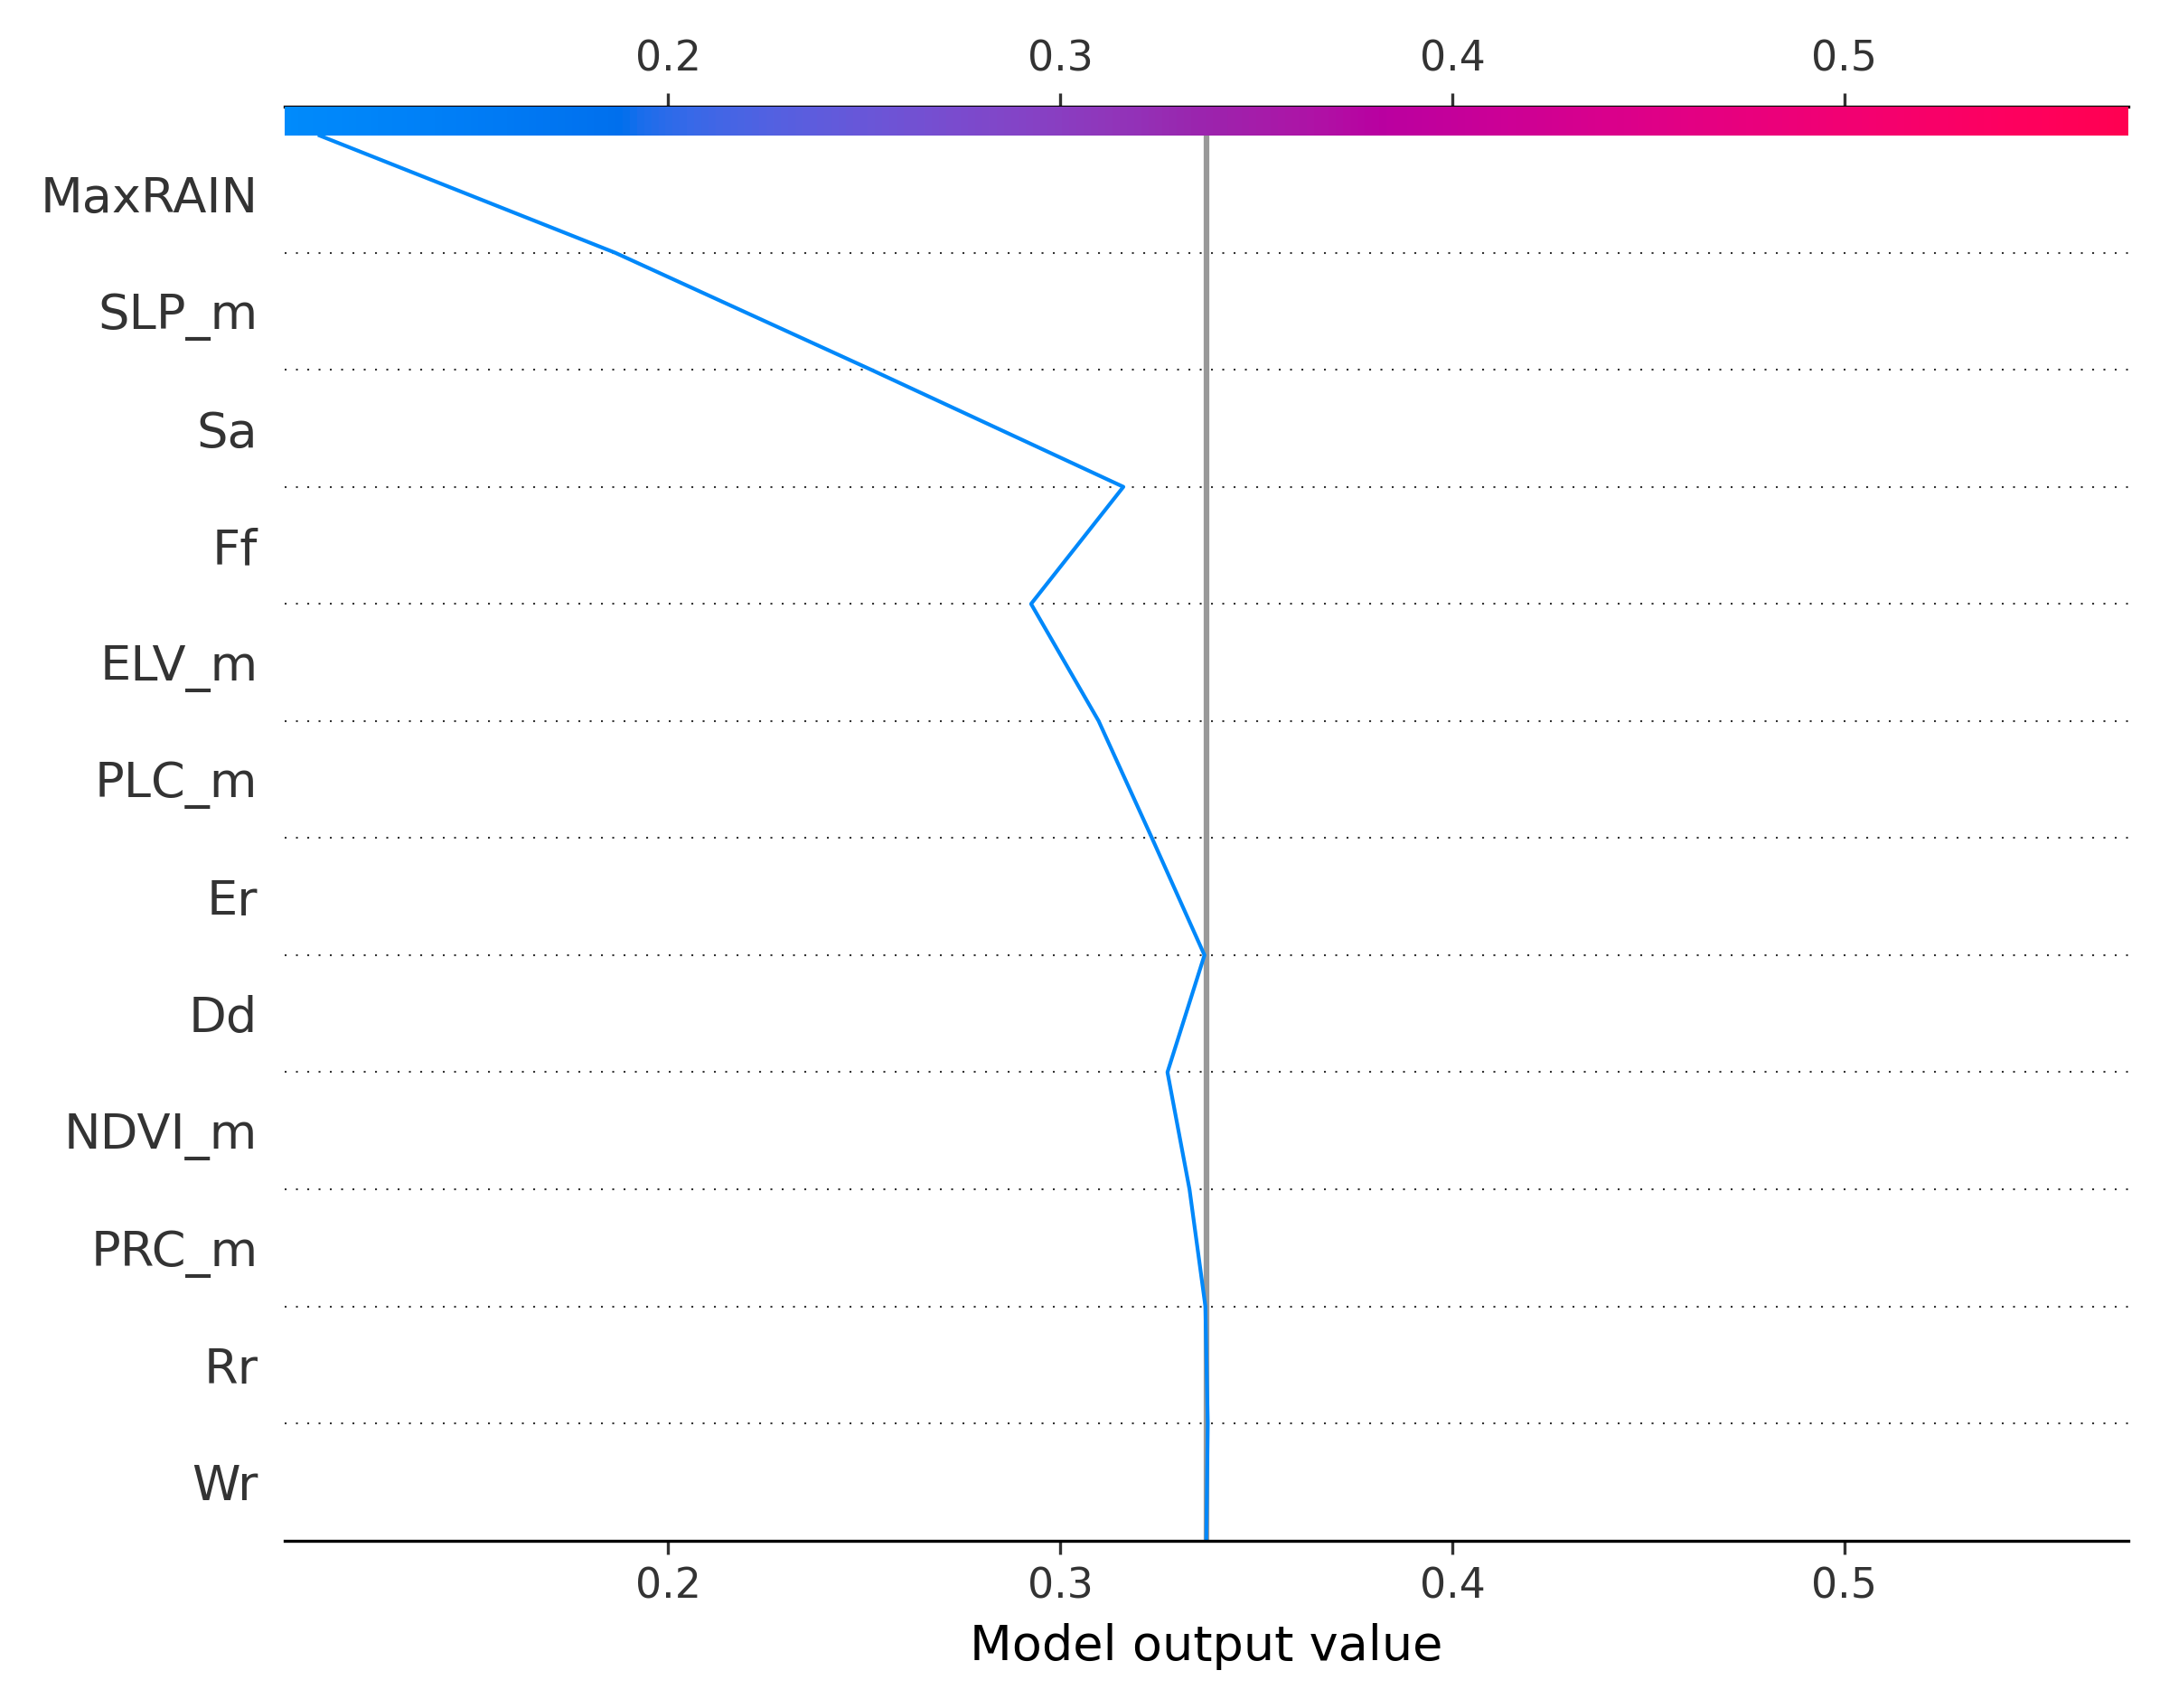 0.2 0.3 0.4 0.5
MaxRAIN
SLP_m
Sa
Ff
ELV_m
PLC_m
Er
Dd
NDVI_m
PRC_m
Rr
Wr
0.2 0.3 0.4 0.5
Model output value